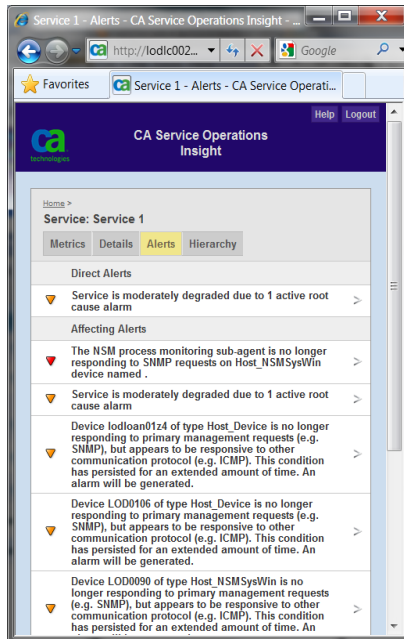 Service 1 - Alerts - CA Service Operations Insight - ...
http://lodlc002...
Google
Favorites
Service 1 - Alerts - CA Service Operati...
Help
Logout
ca
technologies
CA Service Operations
Insight
Home >
Service: Service 1
Metrics
Details
Alerts
Hierarchy
Direct Alerts
Service is moderately degraded due to 1 active root
cause alarm
Affecting Alerts
The NSM process monitoring sub-agent is no longer
responding to SNMP requests on Host_NSMSysWin
device named .
Service is moderately degraded due to 1 active root
cause alarm
Device lodloan01z4 of type Host_Device is no longer
responding to primary management requests (e.g.
SNMP), but appears to be responsive to other
communication protocol (e.g. ICMP). This condition
has persisted for an extended amount of time. An
alarm will be generated.
Device LOD0106 of type Host_Device is no longer
responding to primary management requests (e.g.
SNMP), but appears to be responsive to other
communication protocol (e.g. ICMP). This condition
has persisted for an extended amount of time. An
alarm will be generated.
Device LOD0090 of type Host_NSMSysWin is no
longer responding to primary management requests
(e.g. SNMP), but appears to be responsive to other
communication protocol (e.g. ICMP). This condition
has persisted for an extended amount of time. An